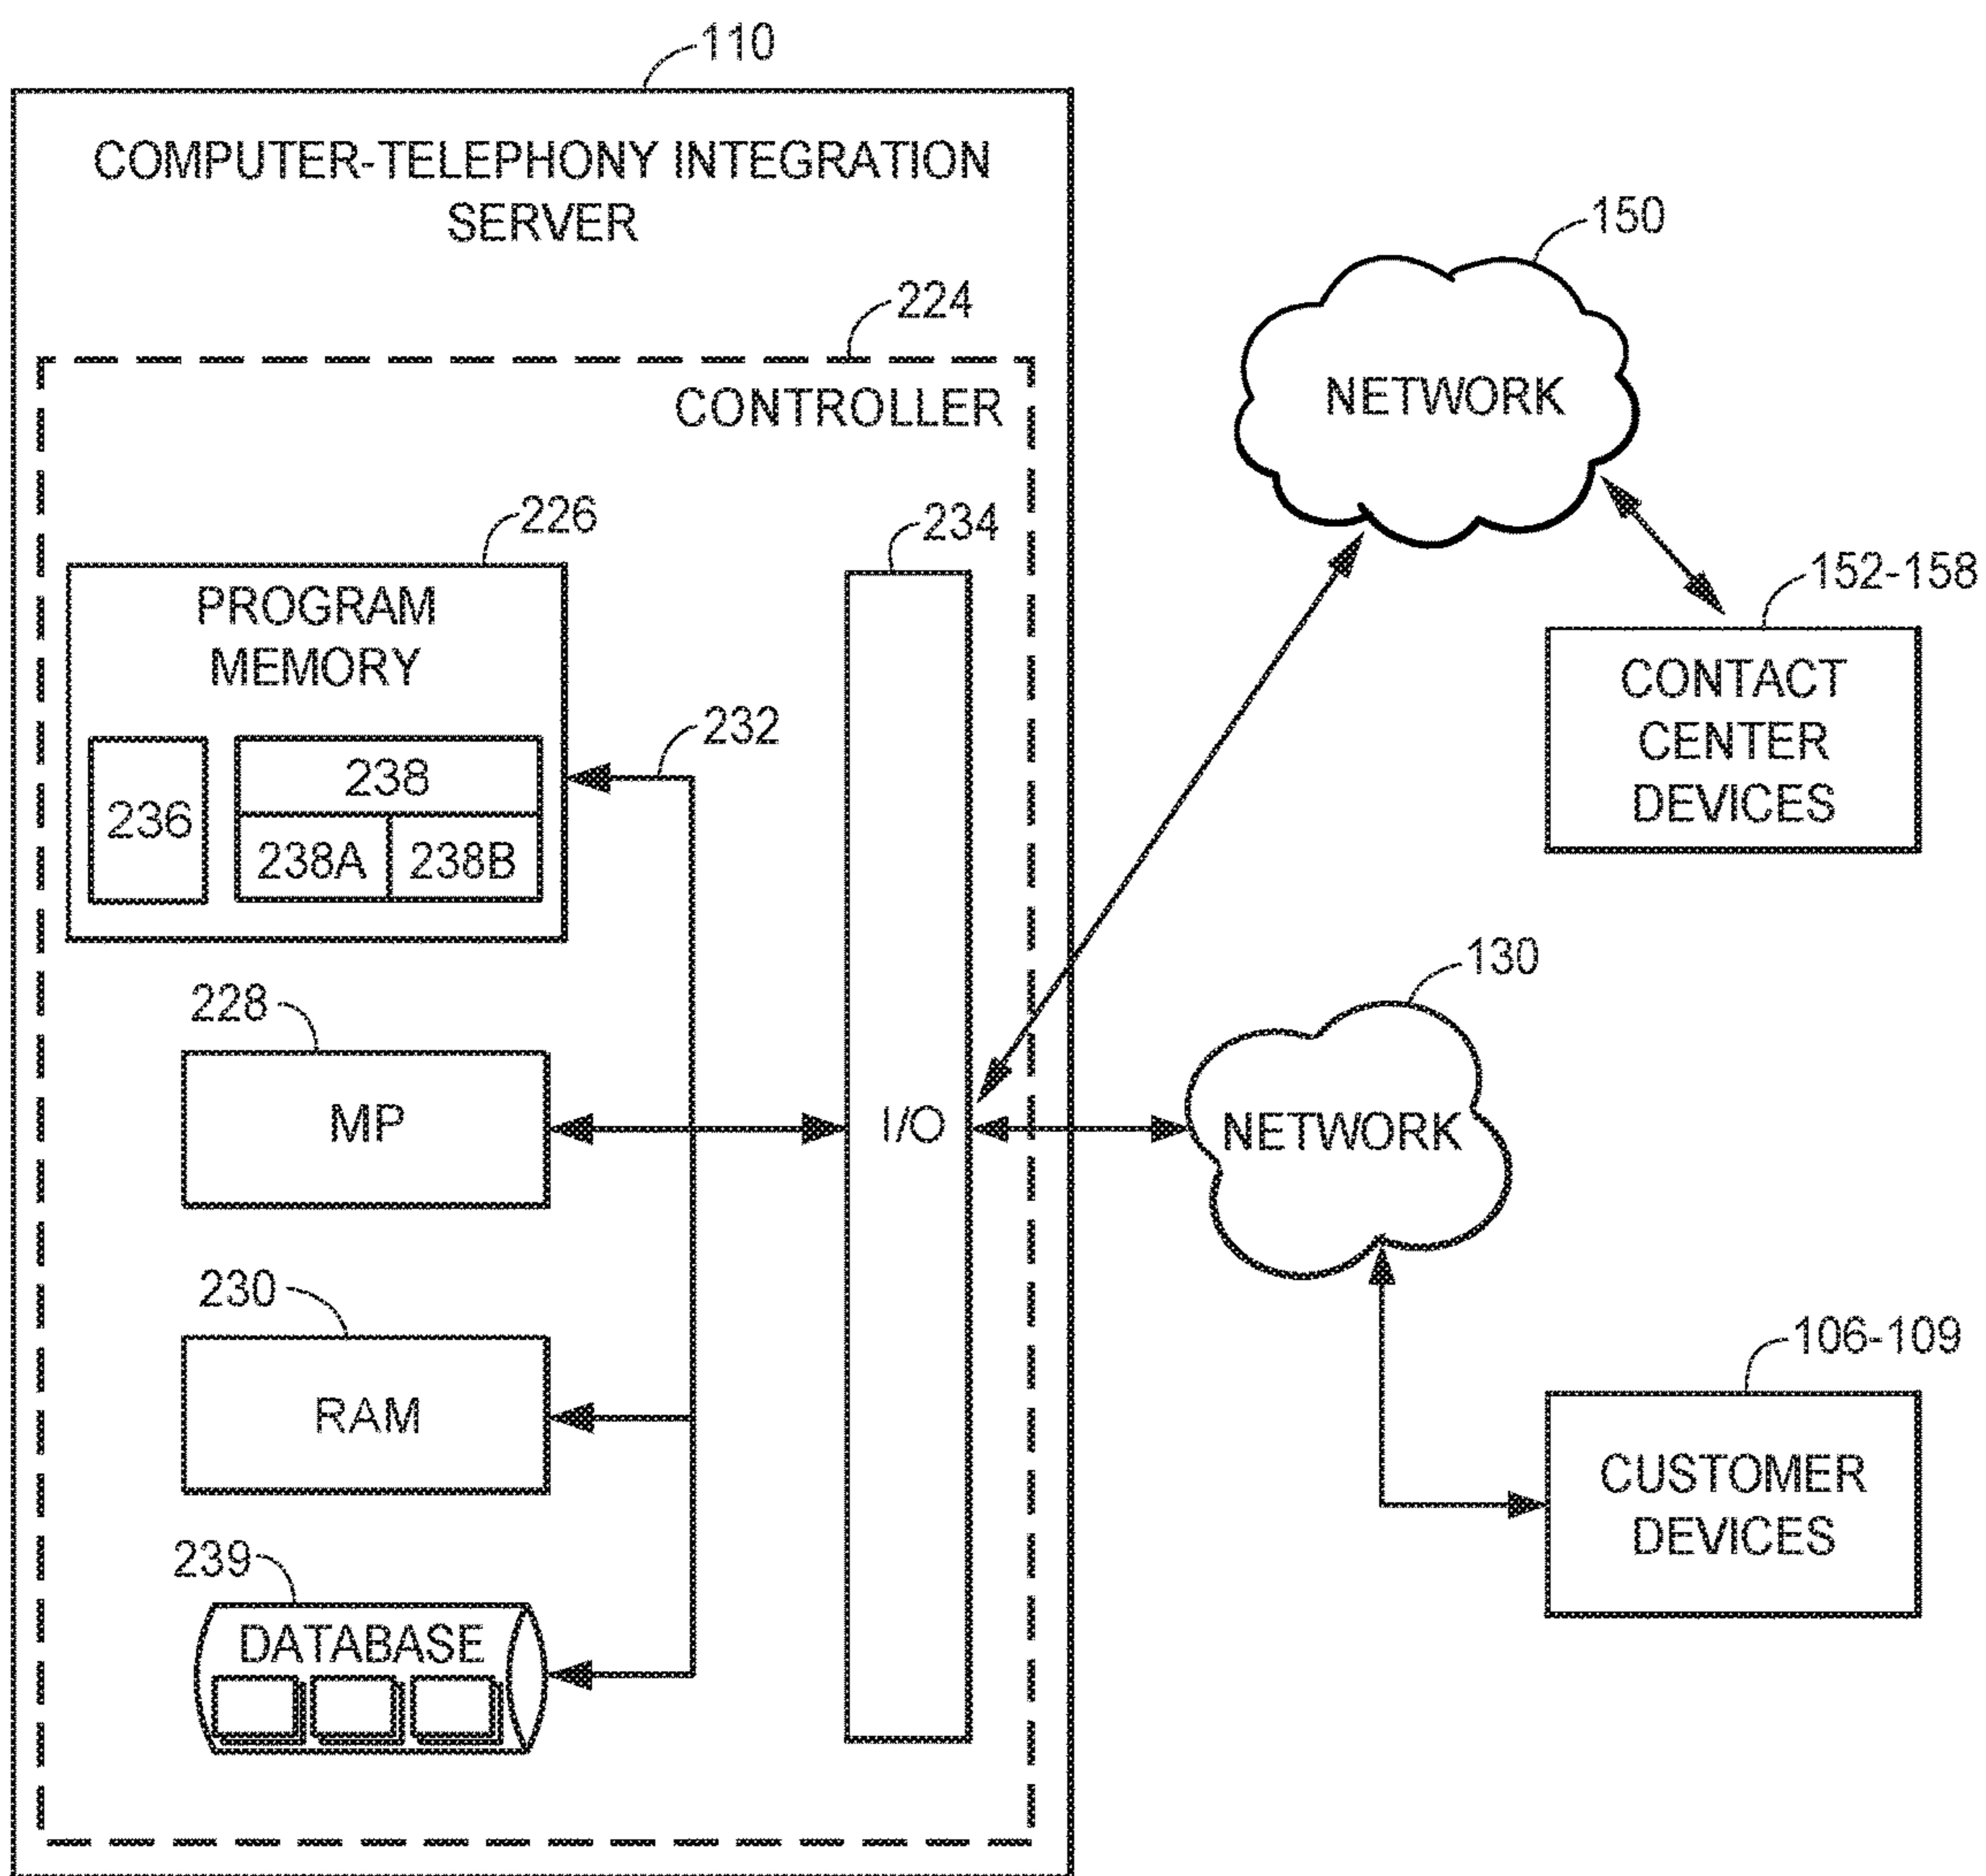 110
COMPUTER-TELEPHONY INTEGRATION
SERVER
224
CONTROLLER
226
PROGRAM
MEMORY
236
238
238A
238B
232
234
I/O
228
MP
230
RAM
239
DATABASE
150
NETWORK
152-158
CONTACT
CENTER
DEVICES
130
NETWORK
106-109
CUSTOMER
DEVICES